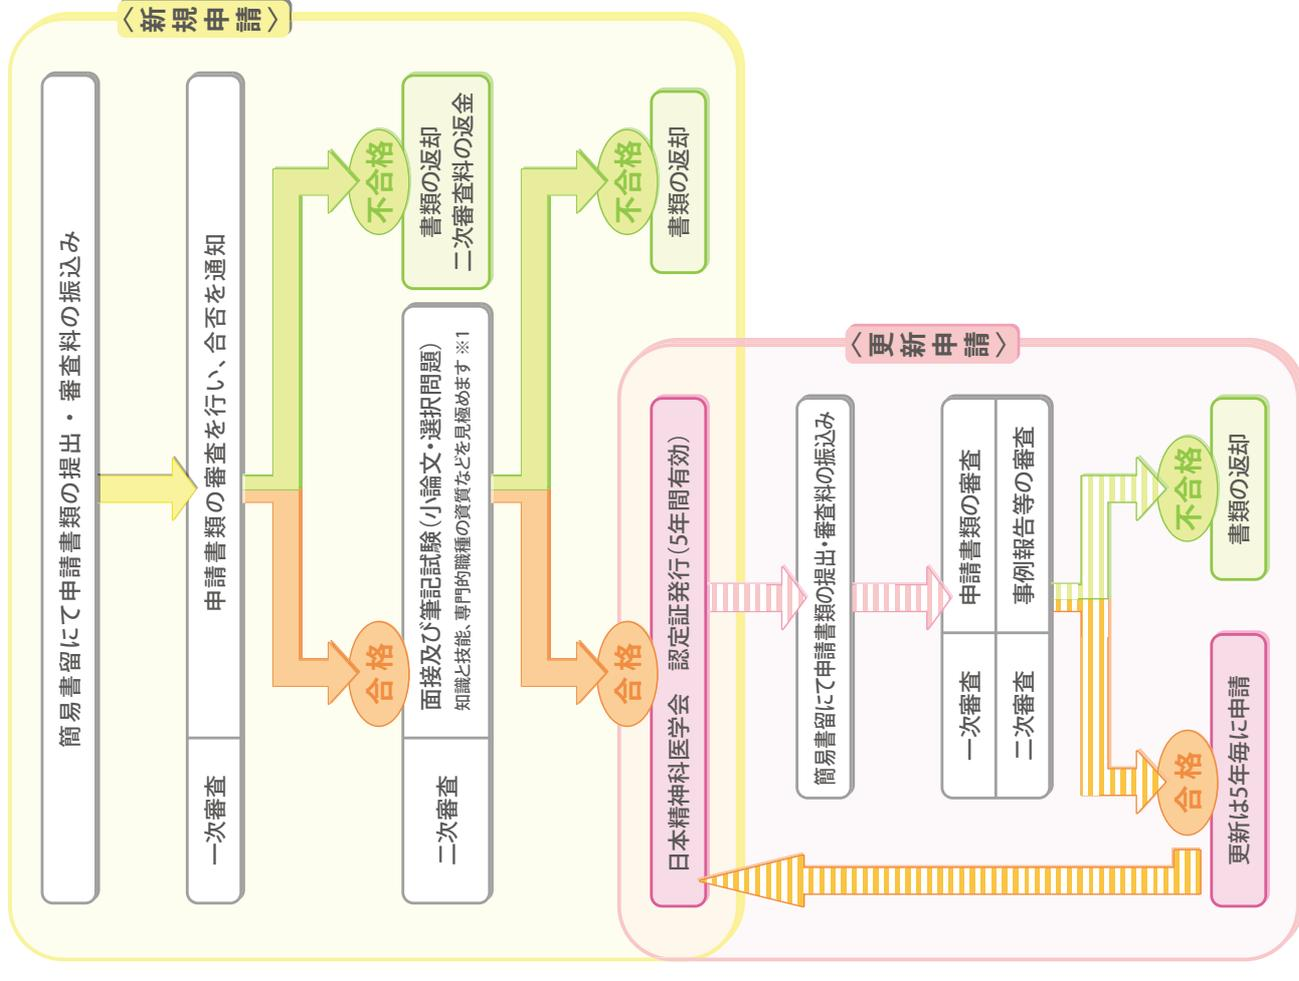 〈新規申請〉
簡易書留にて申請書類の提出・審査料の振込み
一次審査
申請書類の審査を行い、合否を通知
合格
不合格
二次審査
面接及び筆記試験(小論文・選択問題)
知識と技能、専門的職種の資質などを見極めます ※1
書類の返却
二次審査料の返金
合格
不合格
書類の返却
日本精神科医学会 認定証発行(5年間有効)
〈更新申請〉
簡易書留にて申請書類の提出・審査料の振込み
一次審査
申請書類の審査
二次審査
事例報告等の審査
合格
不合格
更新は5年毎に申請
書類の返却